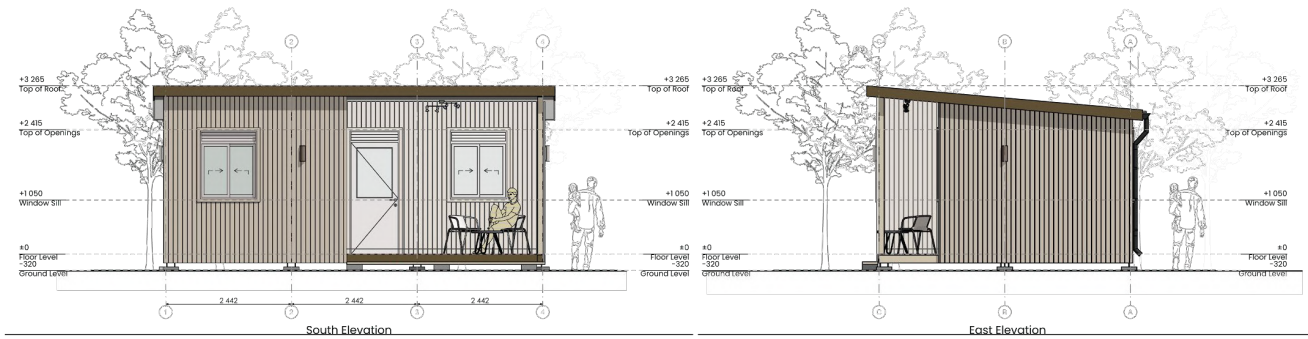 1 2 3 4
+3 265
Top of Roof
+2 415
Top of Openings
+1 050
Window Sill
±0
Floor Level
-320
Ground Level
+3 265
Top of Roof
+2 415
Top of Openings
+1 050
Window Sill
±0
Floor Level
-320
Ground Level
2 442 2 442 2 442
1 2 3 4
South Elevation
C B A
+3 265
Top of Roof
+2 415
Top of Openings
+1 050
Window Sill
±0
Floor Level
-320
Ground Level
+3 265
Top of Roof
+2 415
Top of Openings
+1 050
Window Sill
±0
Floor Level
-320
Ground Level
C B A
East Elevation